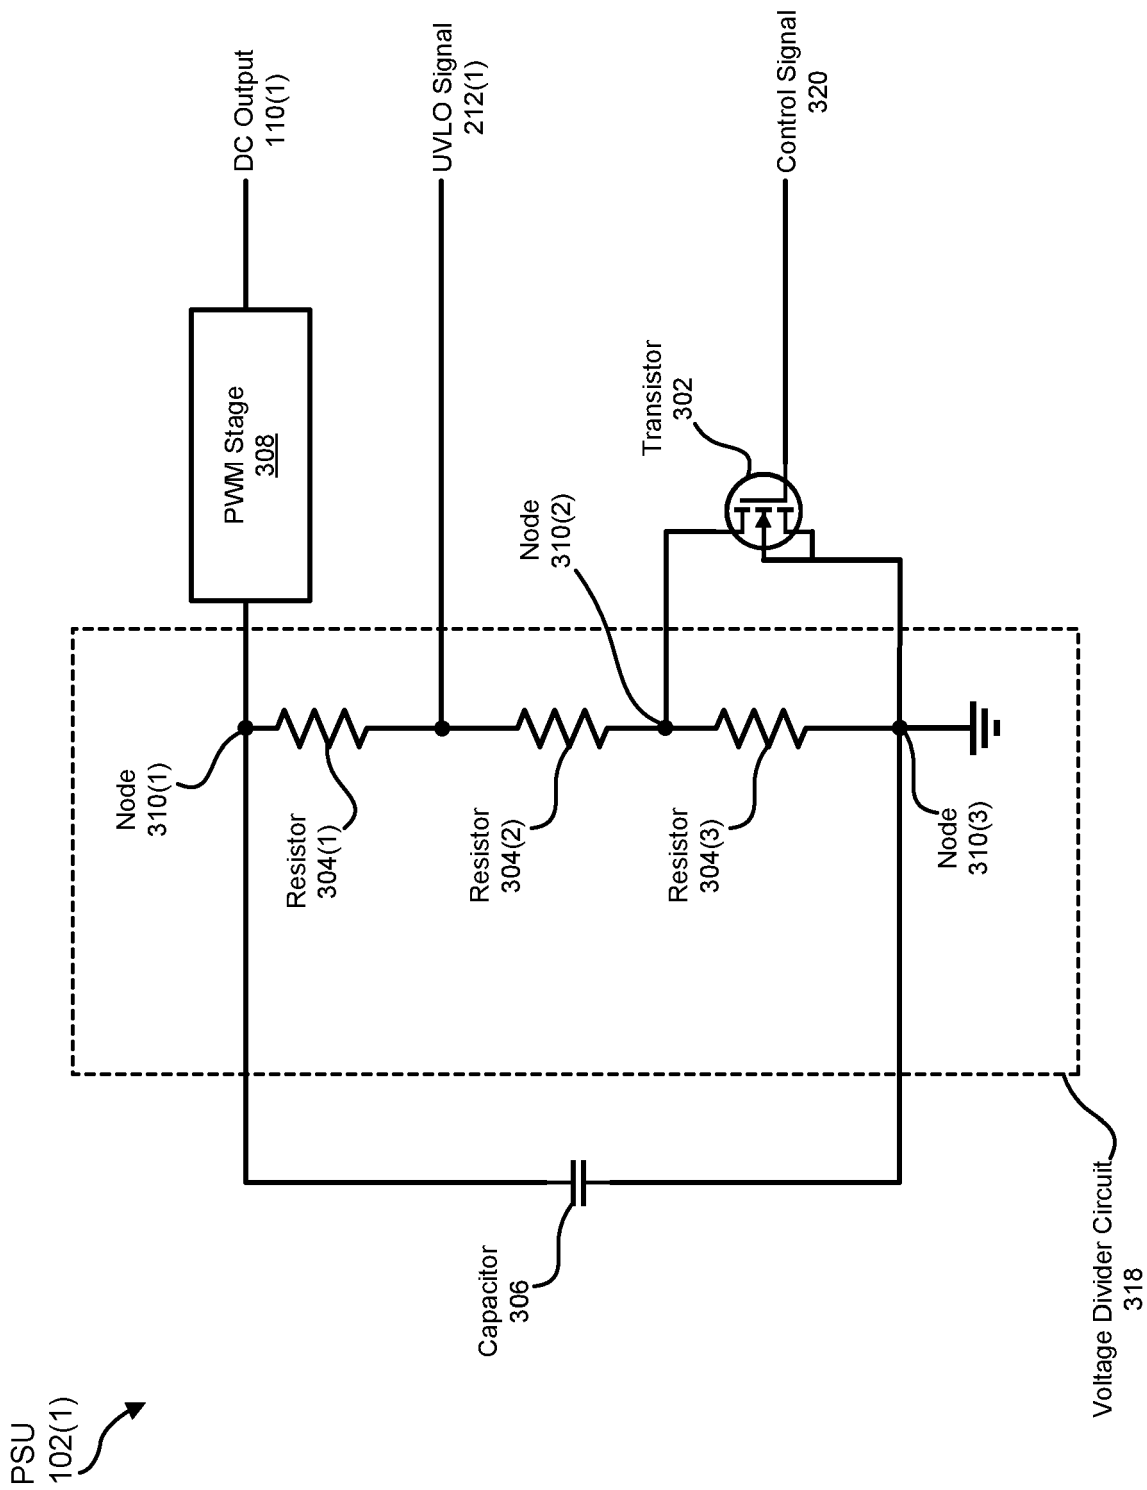 PSU
102(1)
Capacitor
306
Voltage Divider Circuit
318
Node
310(1)
Resistor
304(1)
Resistor
304(2)
Resistor
304(3)
Node
310(3)
Node
310(2)
PWM Stage
308
Transistor
302
DC Output
110(1)
UVLO Signal
212(1)
Control Signal
320